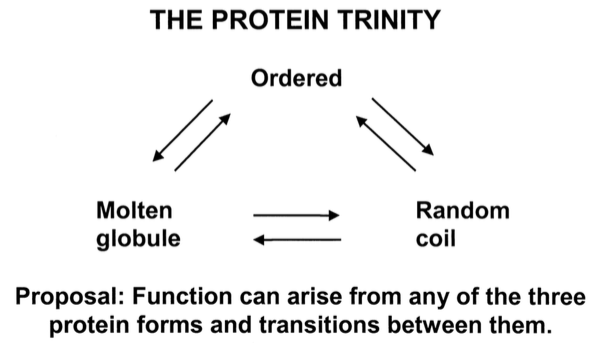 THE PROTEIN TRINITY
Ordered
Molten
globule
Random
coil
Proposal: Function can arise from any of the three
protein forms and transitions between them.